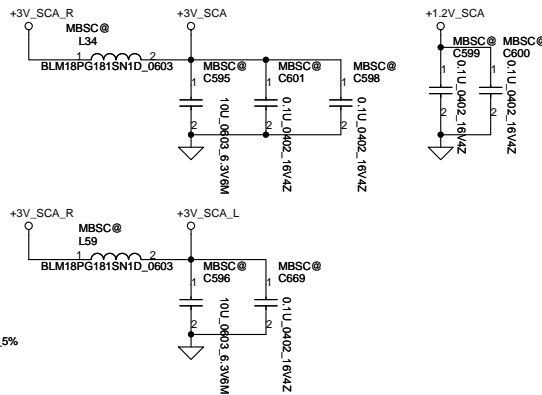 +3V_SCA_R
MBSC@
L34
1 2
BLM18PG181SN1D_0603
+3V_SCA
MBSC@
C595
1
2
10U_0603_6.3V6M
MBSC@
C601
1
2
0.1U_0402_16V4Z
MBSC@
C598
1
2
0.1U_0402_16V4Z
+1.2V_SCA
MBSC@
C599
1
2
0.1U_0402_16V4Z
MBSC@
C600
1
2
0.1U_0402_16V4Z
+3V_SCA_R
MBSC@
L59
1 2
BLM18PG181SN1D_0603
+3V_SCA_L
MBSC@
C596
1
2
10U_0603_6.3V6M
MBSC@
C669
1
2
0.1U_0402_16V4Z
_5%